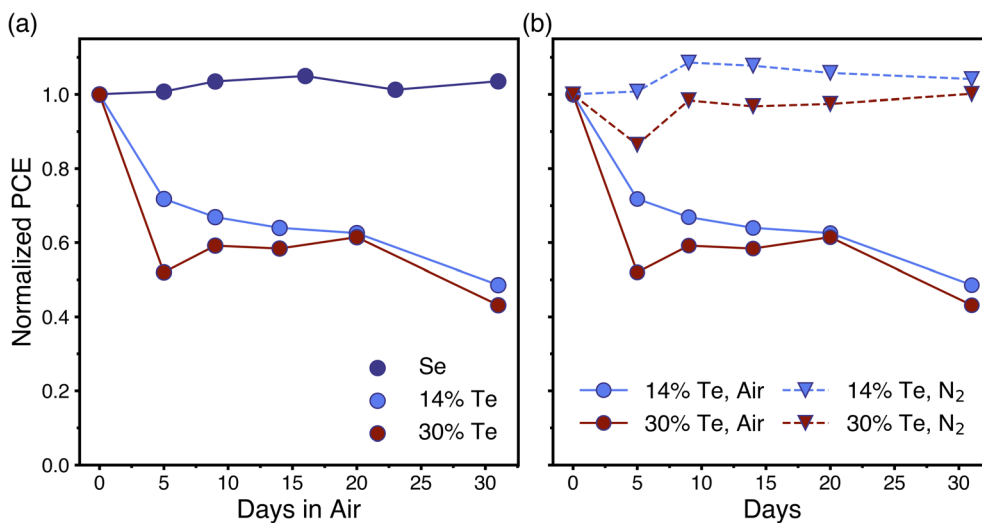 (a)
(b)
Normalized PCE
1.0
0.8
0.6
0.4
0.2
0.0
Se
14% Te
30% Te
0 5 10 15 20 25 30
Days in Air
14% Te, Air
14% Te, N₂
30% Te, Air
30% Te, N₂
0 5 10 15 20 25 30
Days